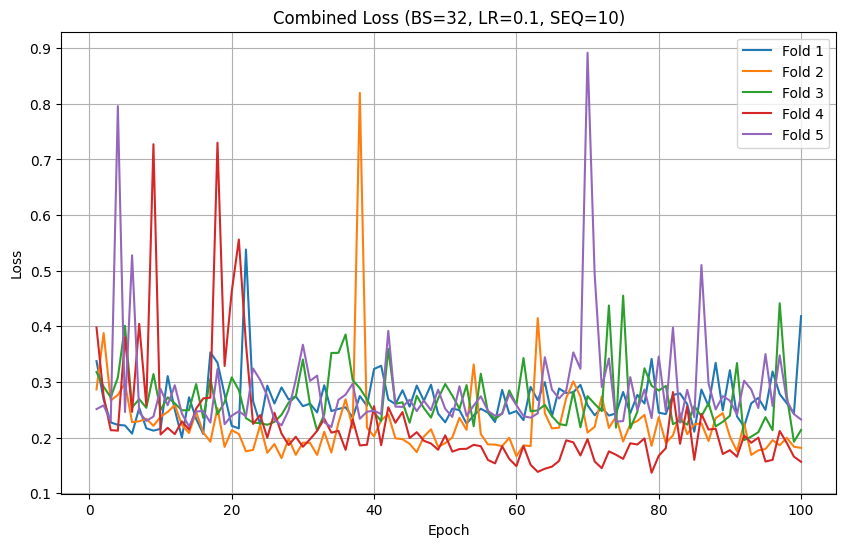 Combined Loss (BS=32, LR=0.1, SEQ=10)
Fold 1
Fold 2
Fold 3
Fold 4
Fold 5
Loss
0.9
0.8
0.7
0.6
0.5
0.4
0.3
0.2
0.1
0
20
40
60
80
100
Epoch